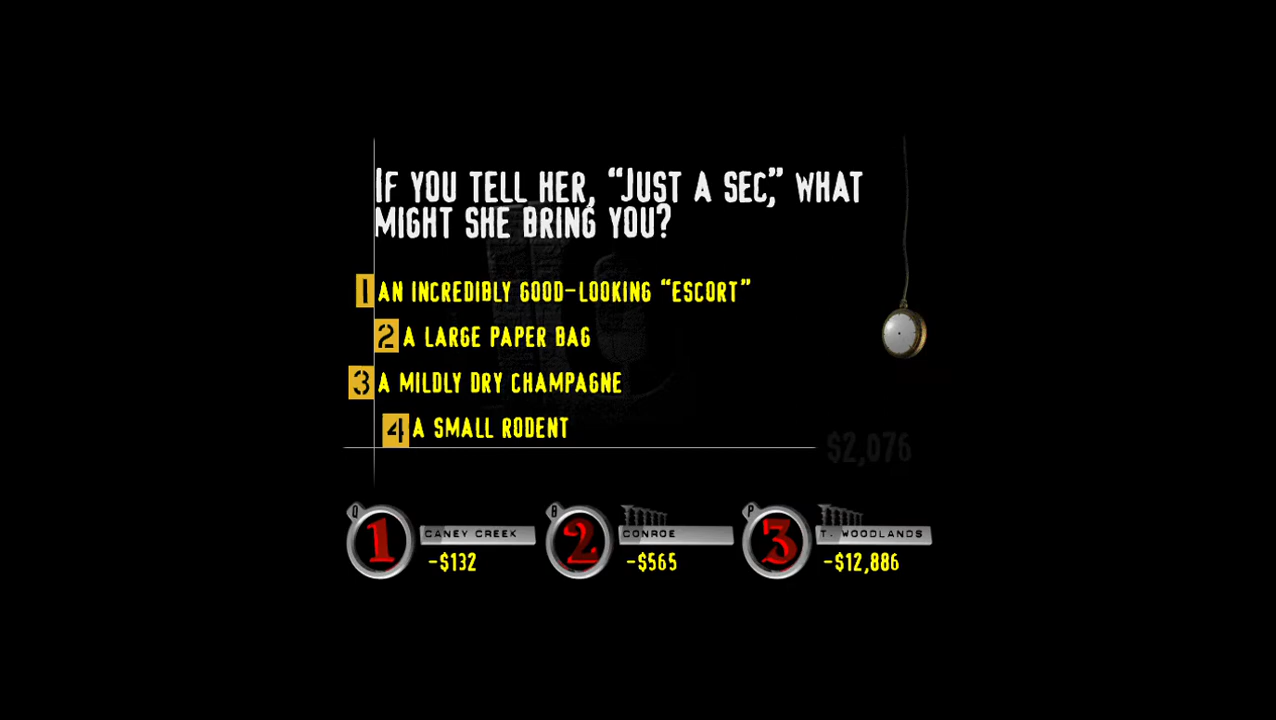 If you tell her, “Just a sec,” what
might she bring you?
1 an incredibly good-looking “escort”
2 a large paper bag
3 a mildly dry champagne
4 a small rodent
$2,076
Q B P
1 CANEY CREEK 2 CONROE 3 T. WOODLANDS
-$132 -$565 -$12,886